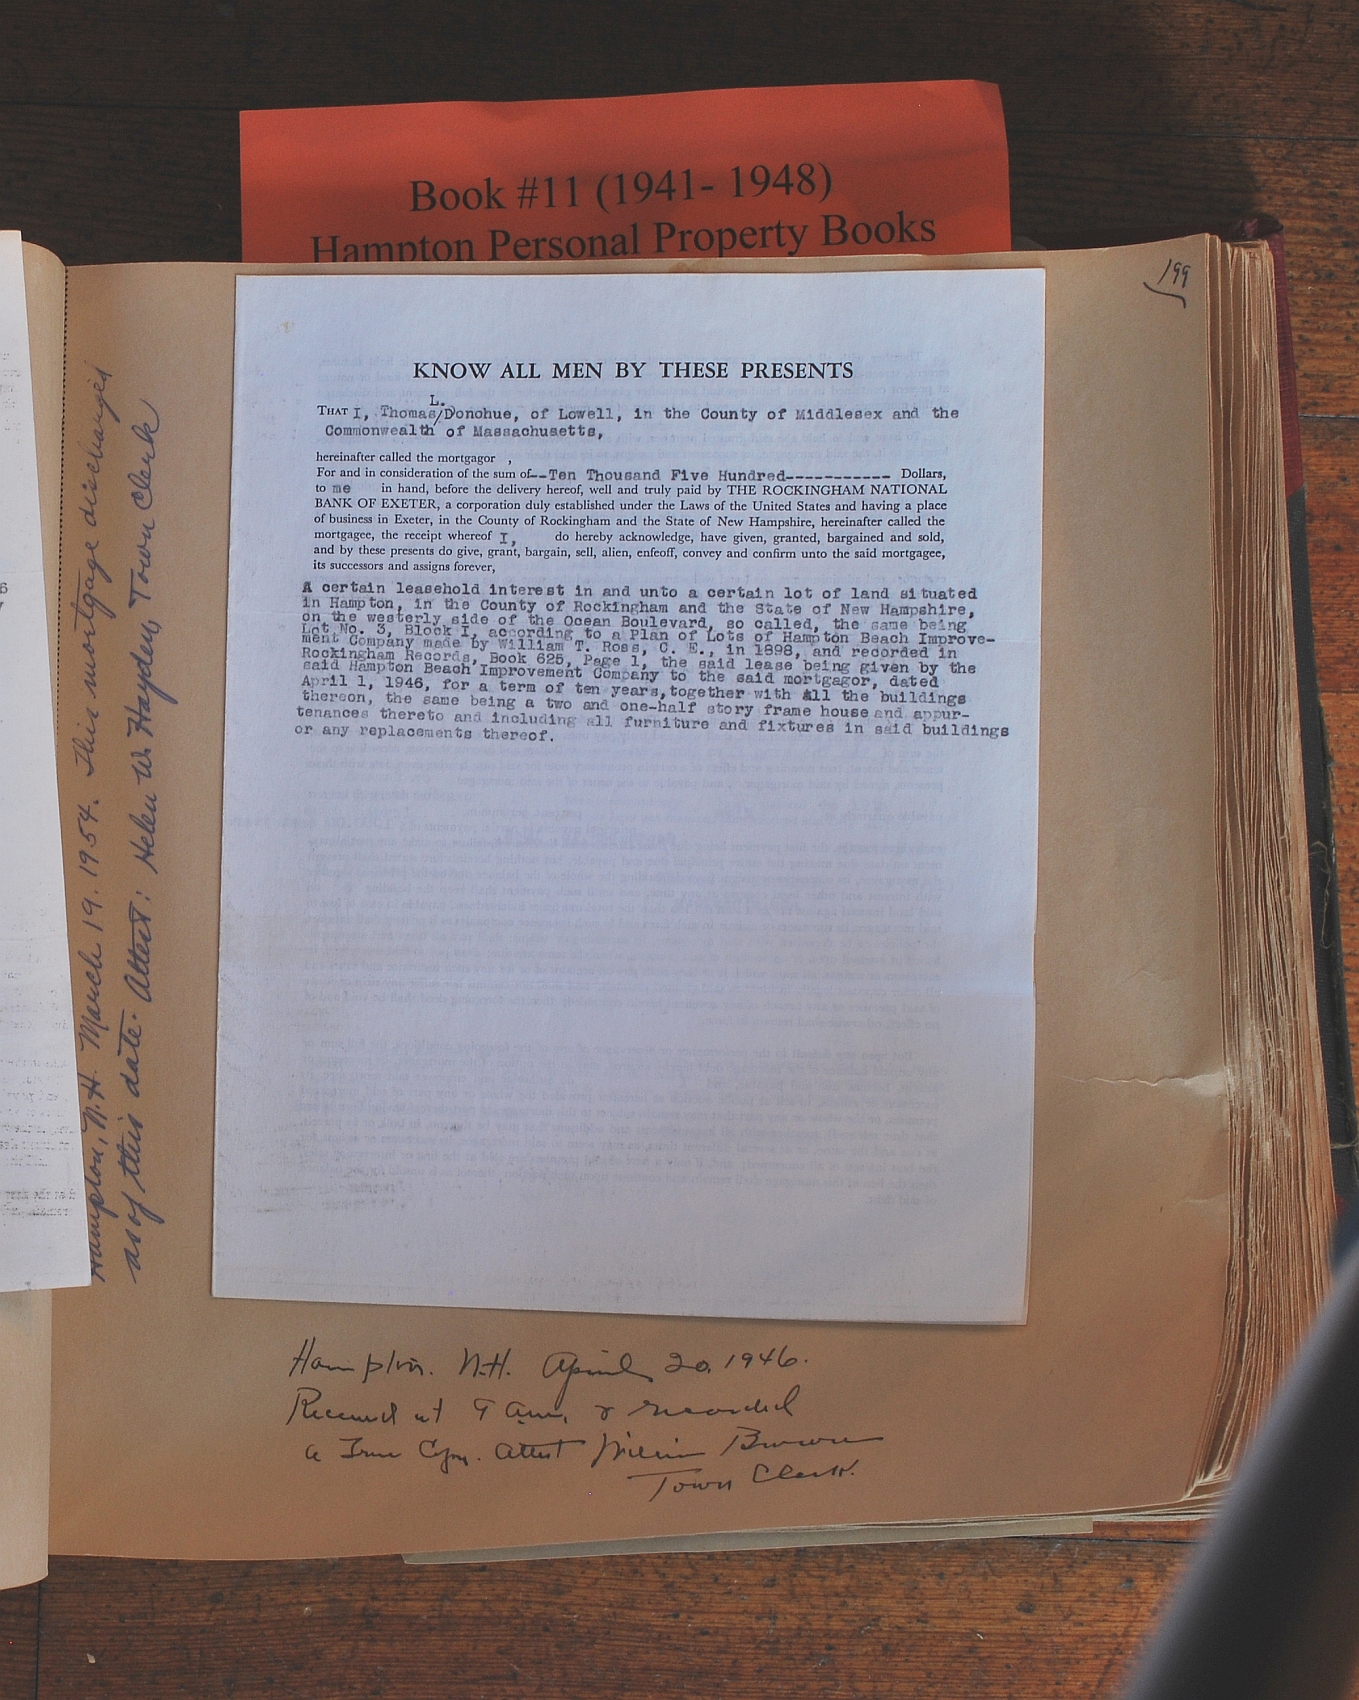 Book #11 (1941- 1948)
Hampton Personal Property Books
199
KNOW ALL MEN BY THESE PRESENTS
L.
THAT I, Thomas/Donohue, of Lowell, in the County of Middlesex and the
Commonwealth of Massachusetts,
hereinafter called the mortgagor ,
For and in consideration of the sum of--Ten Thousand Five Hundred------------ Dollars,
to me in hand, before the delivery hereof, well and truly paid by THE ROCKINGHAM NATIONAL
BANK OF EXETER, a corporation duly established under the Laws of the United States and having a place
of business in Exeter, in the County of Rockingham and the State of New Hampshire, hereinafter called the
mortgagee, the receipt whereof I, do hereby acknowledge, have given, granted, bargained and sold,
and by these presents do give, grant, bargain, sell, alien, enfeoff, convey and confirm unto the said mortgagee,
its successors and assigns forever,
A certain leasehold interest in and unto a certain lot of land situated
in Hampton, in the County of Rockingham and the State of New Hampshire,
on the westerly side of the Ocean Boulevard, so called, the same being
Lot No. 3, Block I, according to a Plan of Lots of Hampton Beach Improve-
ment Company made by William T. Ross, C. E., in 1898, and recorded in
Rockingham Records, Book 625, Page 1, the said lease being given by the
said Hampton Beach Improvement Company to the said mortgagor, dated
April 1, 1946, for a term of ten years, together with all the buildings
thereon, the same being a two and one-half story frame house and appur-
tenances thereto and including all furniture and fixtures in said buildings
or any replacements thereof.
Hampton, N.H. March 19, 1954. This mortgage discharged
as of this date. Attest: Helen W. Hayden, Town Clerk
Hampton. N.H. April 20, 1946.
Received at 9 am, & recorded
a True Copy. Attest William Brown
Town Clerk.